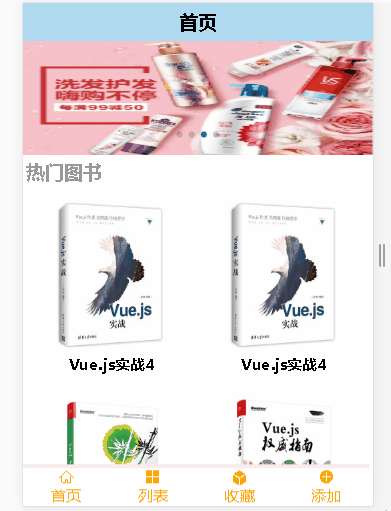 首页
洗发护发
嗨购不停
每满99减50
热门图书
Vue.js
实战
Vue.js
实战
Vue.js实战4
Vue.js实战4
Vue.js
权威指南
首页
列表
收藏
添加